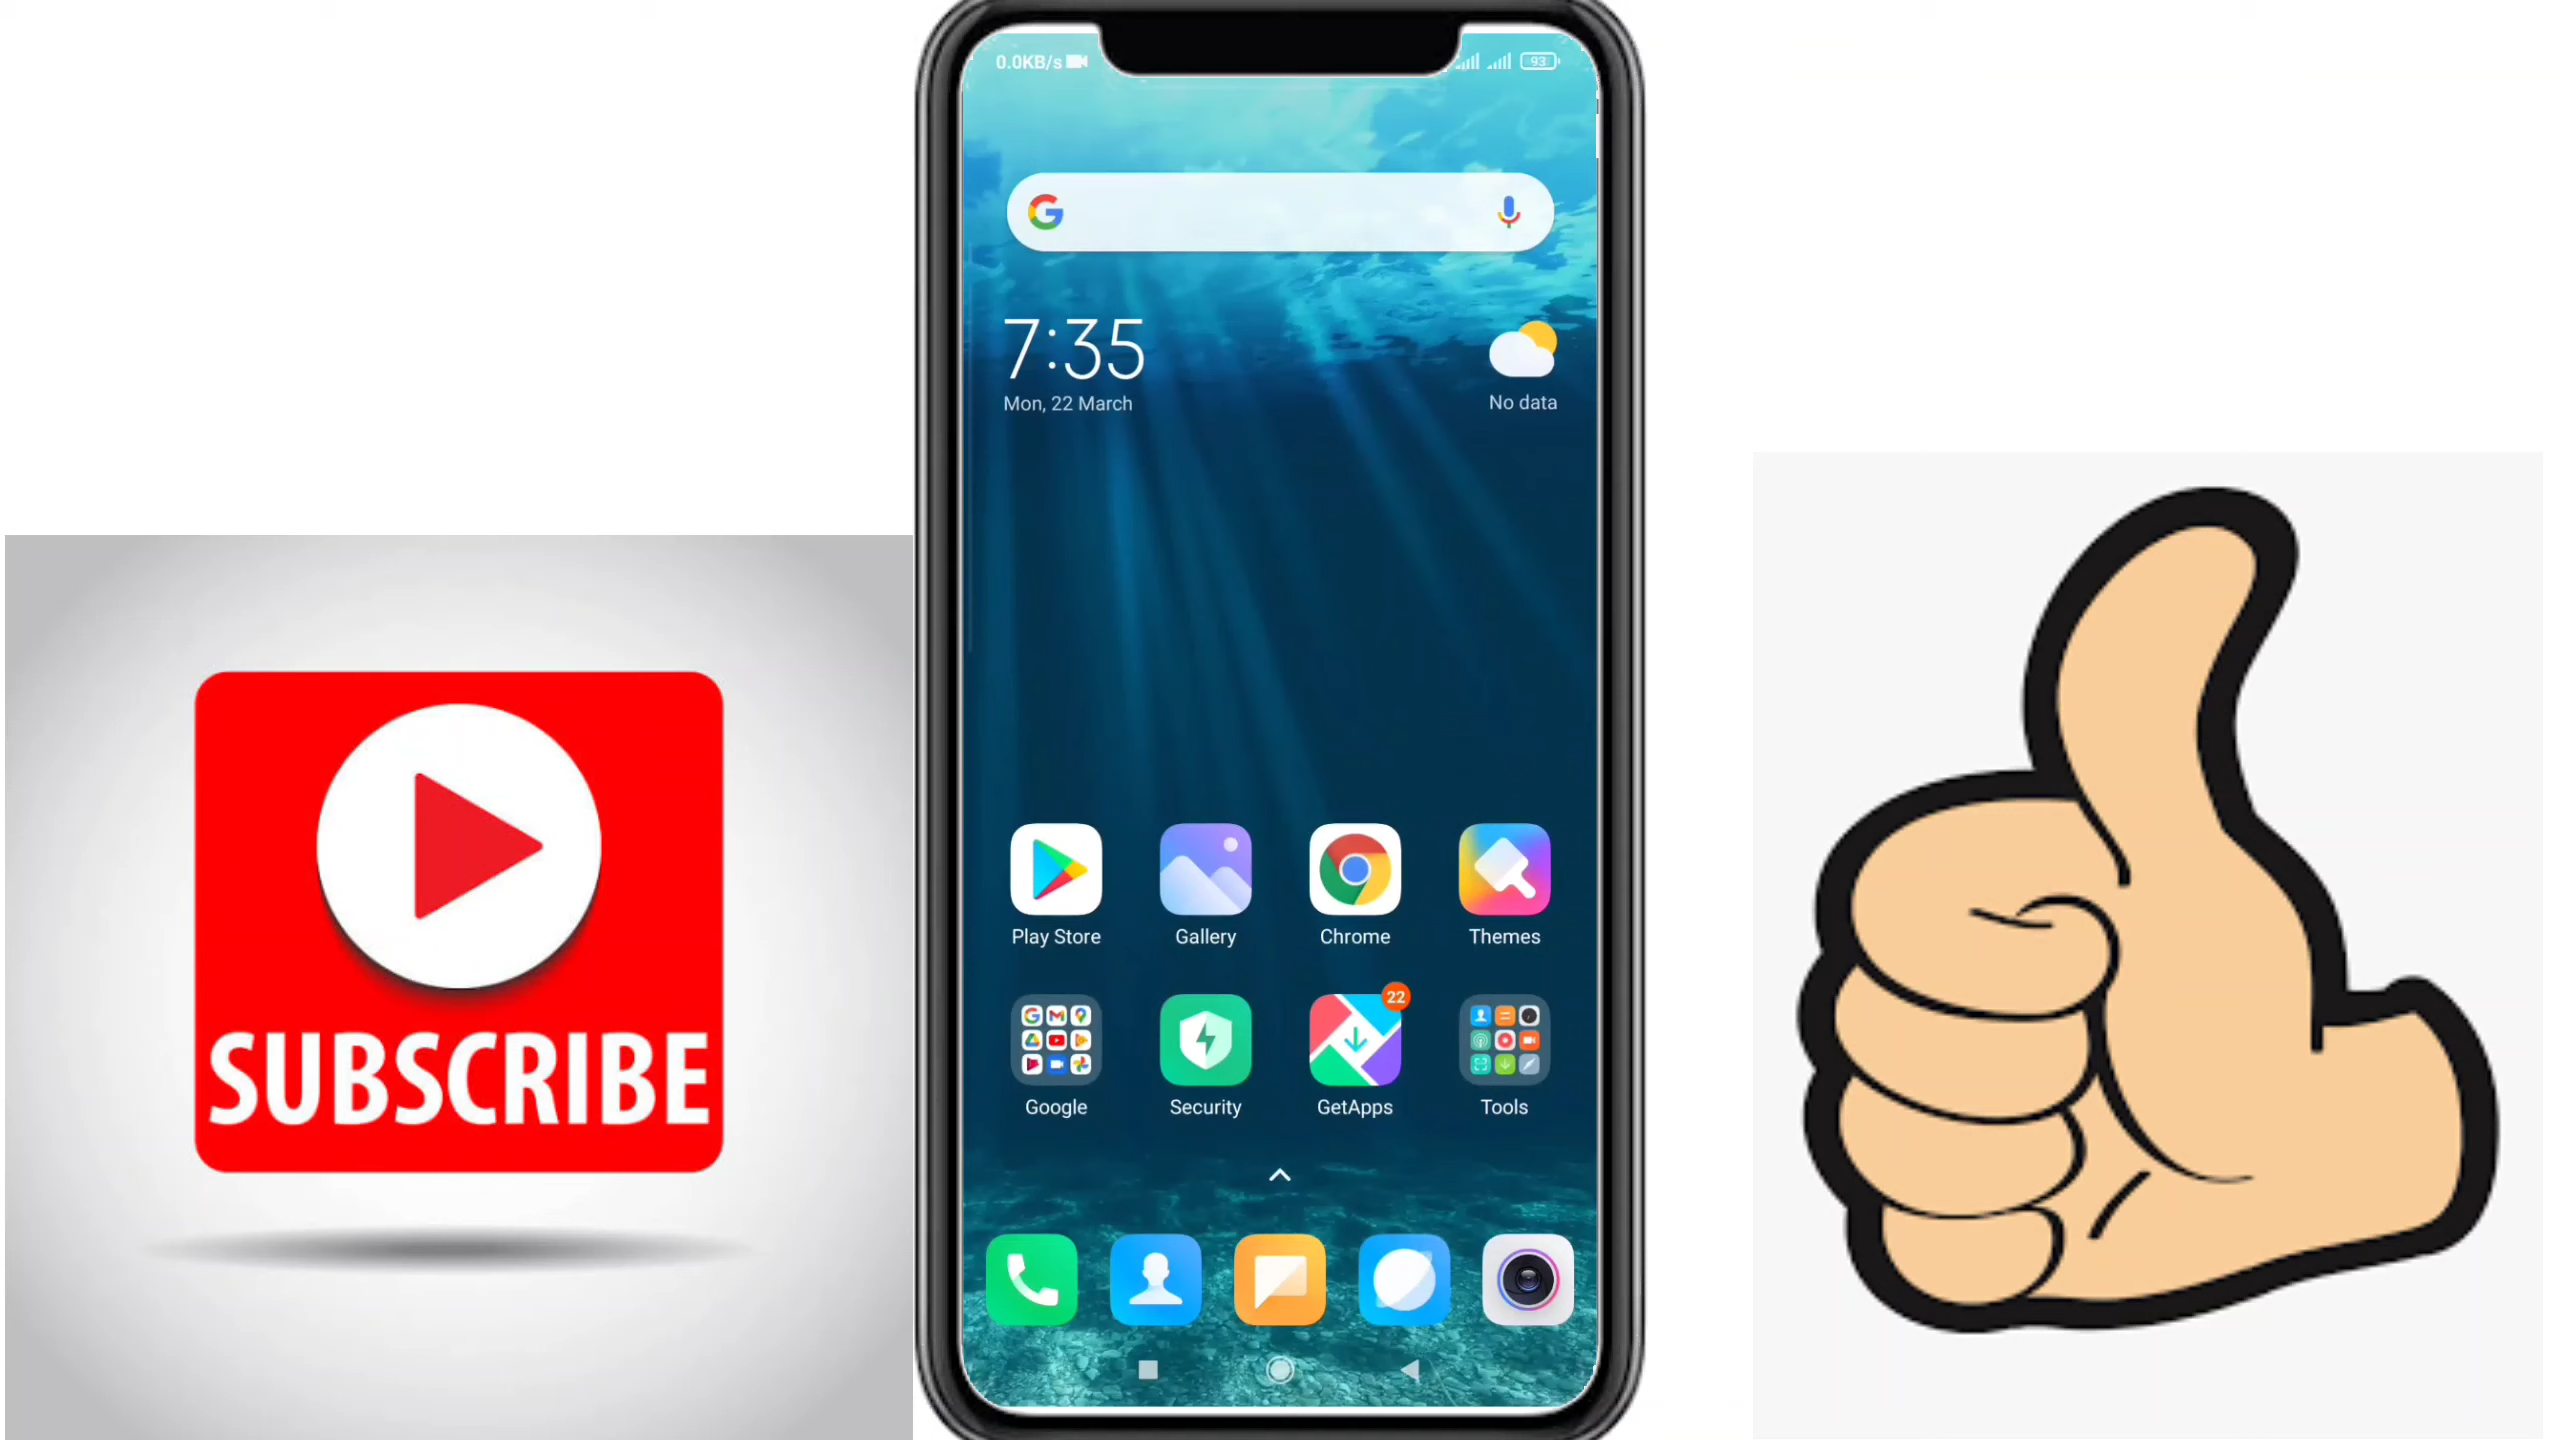 0.0KB/s
93
7:35
Mon, 22 March
No data
Play Store
Gallery
Chrome
Themes
22
Google
Security
GetApps
Tools
SUBSCRIBE